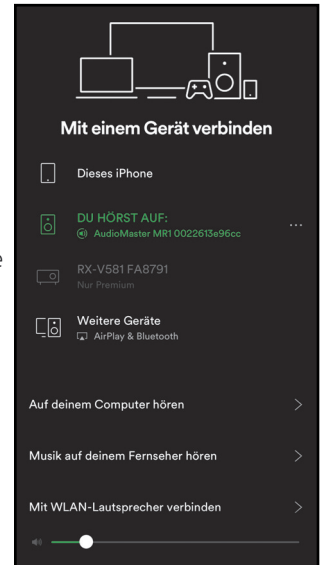 Mit einem Gerät verbinden
Dieses iPhone
DU HÖRST AUF:
AudioMaster MR1 0022613e96cc
...
RX-V581 FA8791
Nur Premium
Weitere Geräte
AirPlay & Bluetooth
e
Auf deinem Computer hören
Musik auf deinem Fernseher hören
Mit WLAN-Lautsprecher verbinden